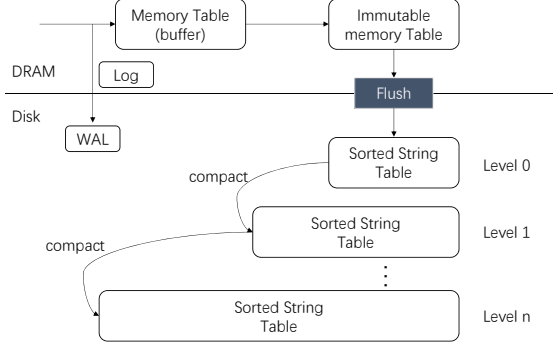 Memory Table
(buffer)
Immutable
memory Table
DRAM
Log
Flush
Disk
WAL
Sorted String
Table
Level 0
compact
Sorted String
Table
Level 1
compact
Sorted String
Table
Level n